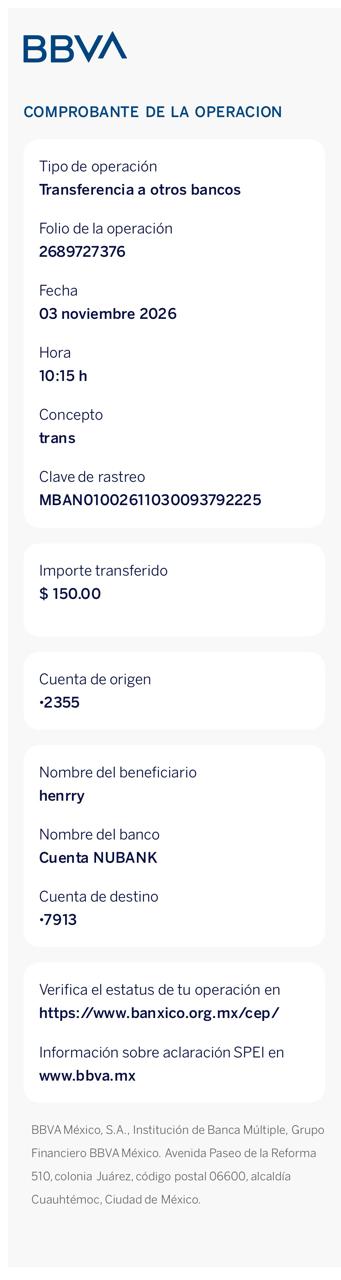 BBVA
COMPROBANTE DE LA OPERACION
Tipo de operación
Transferencia a otros bancos
Folio de la operación
2689727376
Fecha
03 noviembre 2026
Hora
10:15 h
Concepto
trans
Clave de rastreo
MBAN01002611030093792225
Importe transferido
$ 150.00
Cuenta de origen
•2355
Nombre del beneficiario
henrry
Nombre del banco
Cuenta NUBANK
Cuenta de destino
•7913
Verifica el estatus de tu operación en
https://www.banxico.org.mx/cep/
Información sobre aclaración SPEI en
www.bbva.mx
BBVA México, S.A., Institución de Banca Múltiple, Grupo
Financiero BBVA México. Avenida Paseo de la Reforma
510, colonia Juárez, código postal 06600, alcaldía
Cuauhtémoc, Ciudad de México.